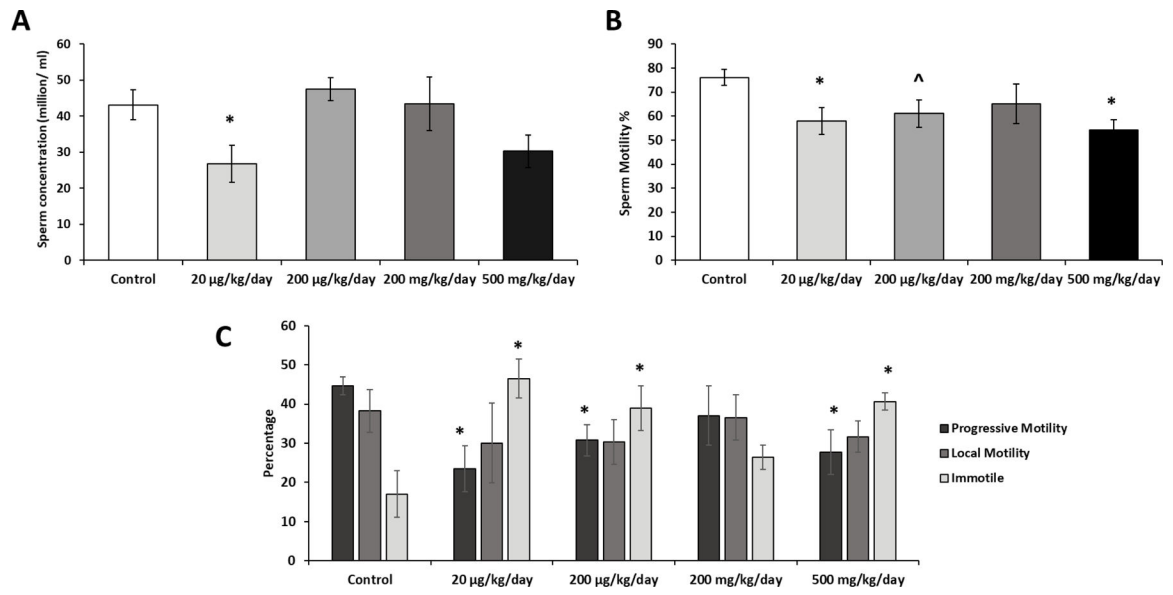 A
Sperm concentration (million/ ml)
60
50
40
30
20
10
0
*
Control 20 µg/kg/day 200 µg/kg/day 200 mg/kg/day 500 mg/kg/day
B
Sperm Motility %
90
80
70
60
50
40
30
20
10
0
* ^ *
Control 20 µg/kg/day 200 µg/kg/day 200 mg/kg/day 500 mg/kg/day
C
Percentage
60
50
40
30
20
10
0
* * * * * *
Control 20 µg/kg/day 200 µg/kg/day 200 mg/kg/day 500 mg/kg/day
Progressive Motility
Local Motility
Immotile